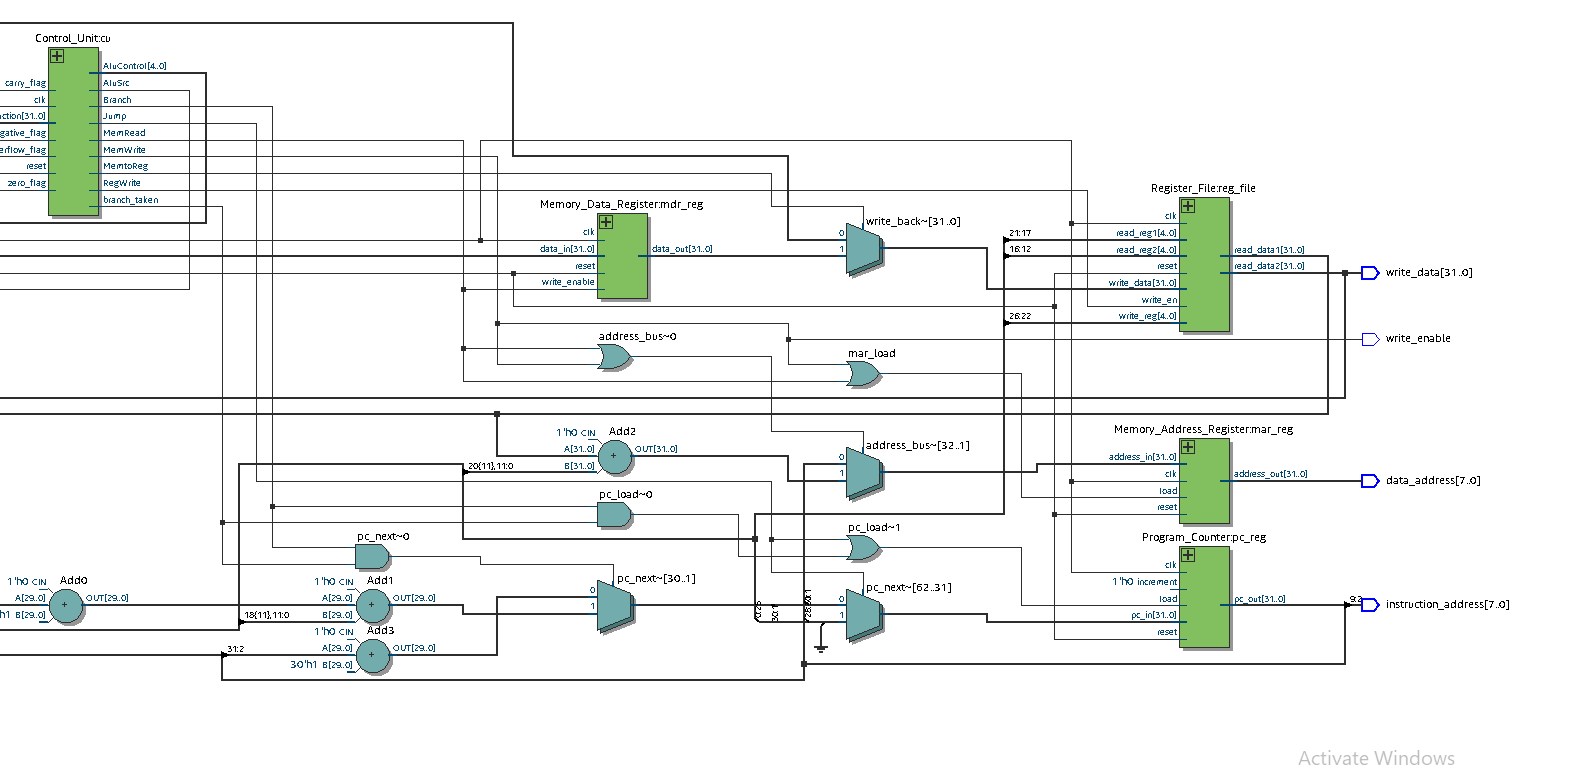 Control_Unit:cu
AluControl[4..0]
carry_flag
AluSrc
clk
Branch
ction[31..0]
Jump
gative_flag
MemRead
erflow_flag
MemWrite
reset
MemtoReg
zero_flag
RegWrite
branch_taken
Memory_Data_Register:mdr_reg
clk
data_in[31..0]
data_out[31..0]
reset
write_enable
write_back~[31..0]
0
1
Register_File:reg_file
clk
21:17
read_reg1[4..0]
16:12
read_reg2[4..0]
read_data1[31..0]
reset
read_data2[31..0]
write_data[31..0]
write_data[31..0]
write_en
26:22
write_reg[4..0]
write_enable
address_bus~0
mar_load
Add2
1'h0 CIN
A[31..0]
OUT[31..0]
20{11},11:0
B[31..0]
+
address_bus~[32..1]
0
1
Memory_Address_Register:mar_reg
address_in[31..0]
clk
address_out[31..0]
data_address[7..0]
load
reset
pc_load~0
pc_load~1
pc_next~0
Program_Counter:pc_reg
clk
1'h0 increment
load
pc_out[31..0]
9:2
instruction_address[7..0]
pc_in[31..0]
reset
Add0
1'h0 CIN
A[29..0]
OUT[29..0]
h1 B[29..0]
+
Add1
1'h0 CIN
A[29..0]
OUT[29..0]
18{11},11:0
B[29..0]
+
Add3
1'h0 CIN
31:2
A[29..0]
OUT[29..0]
30'h1 B[29..0]
+
pc_next~[30..1]
0
1
pc_next~[62..31]
0
1
Activate Windows